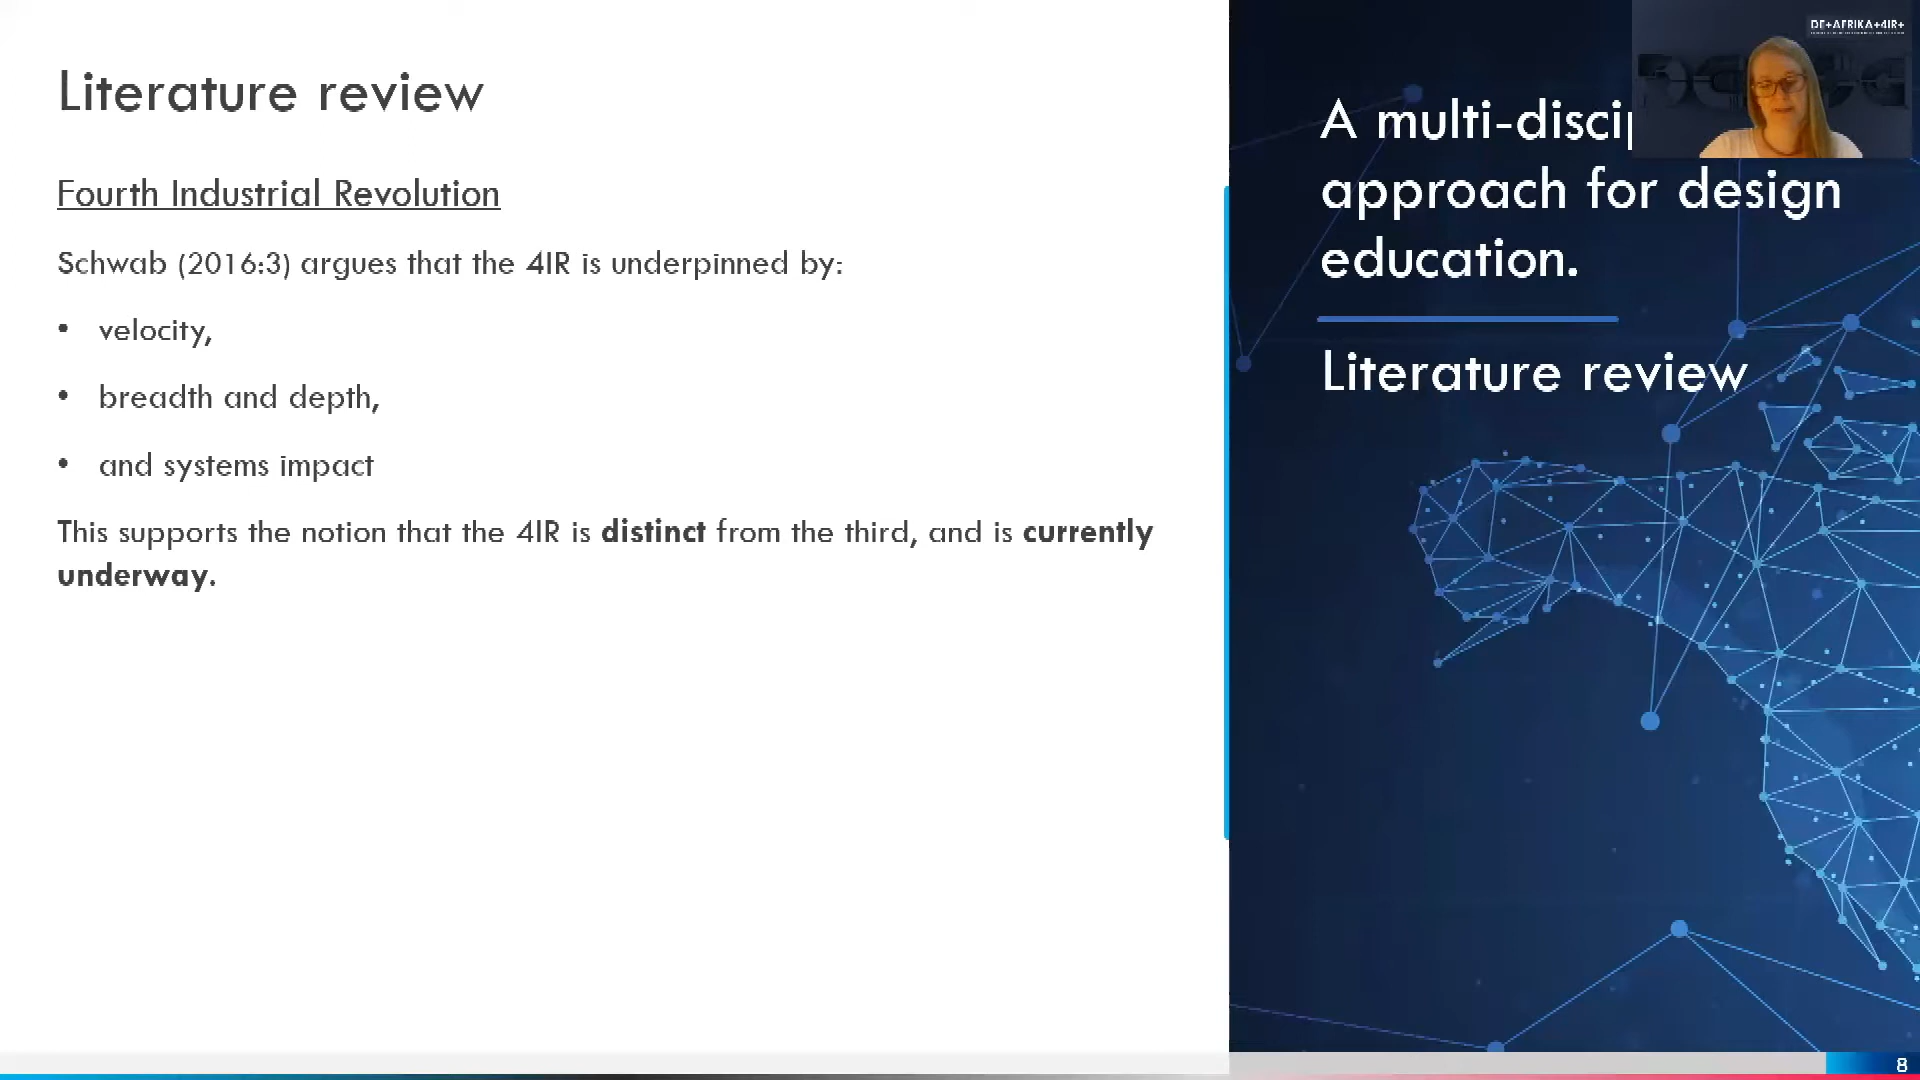 Literature review
Fourth Industrial Revolution
Schwab (2016:3) argues that the 4IR is underpinned by:
• velocity,
• breadth and depth,
• and systems impact
This supports the notion that the 4IR is distinct from the third, and is currently
underway.
DE+AFRIKA+4IR+
A multi-discip
approach for design
education.
Literature review
8